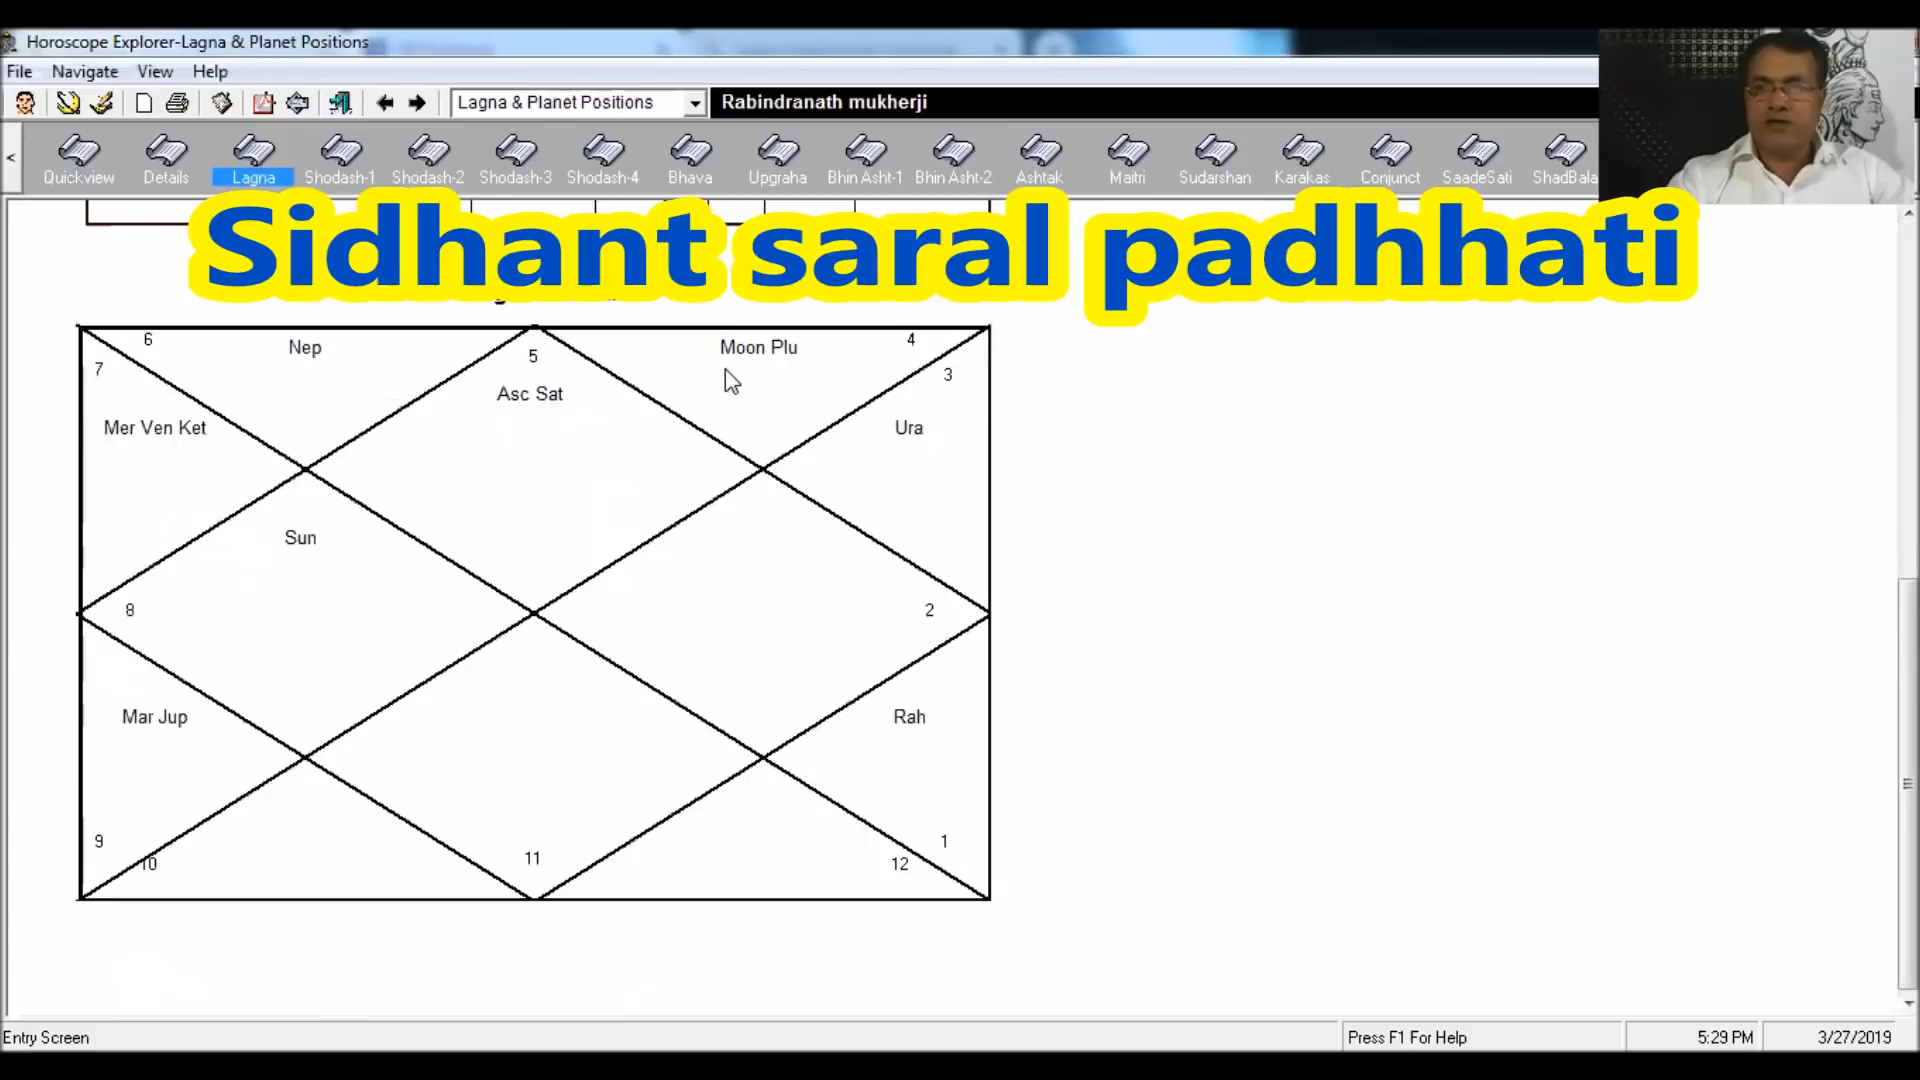 Horoscope Explorer-Lagna & Planet Positions
File Navigate View Help
Lagna & Planet Positions Rabindranath mukherji
<
Quickview Details Lagna Shodash-1 Shodash-2 Shodash-3 Shodash-4 Bhava Upgraha Bhin Asht-1 Bhin Asht-2 Ashtak Maitri Sudarshan Karakas Conjunct SaadeSati ShadBala
Sidhant saral padhhati
6 Nep 5 Moon Plu 4
7 3
Asc Sat
Mer Ven Ket Ura
Sun
8 2
Mar Jup Rah
9 1
10 11 12
Entry Screen Press F1 For Help 5:29 PM 3/27/2019